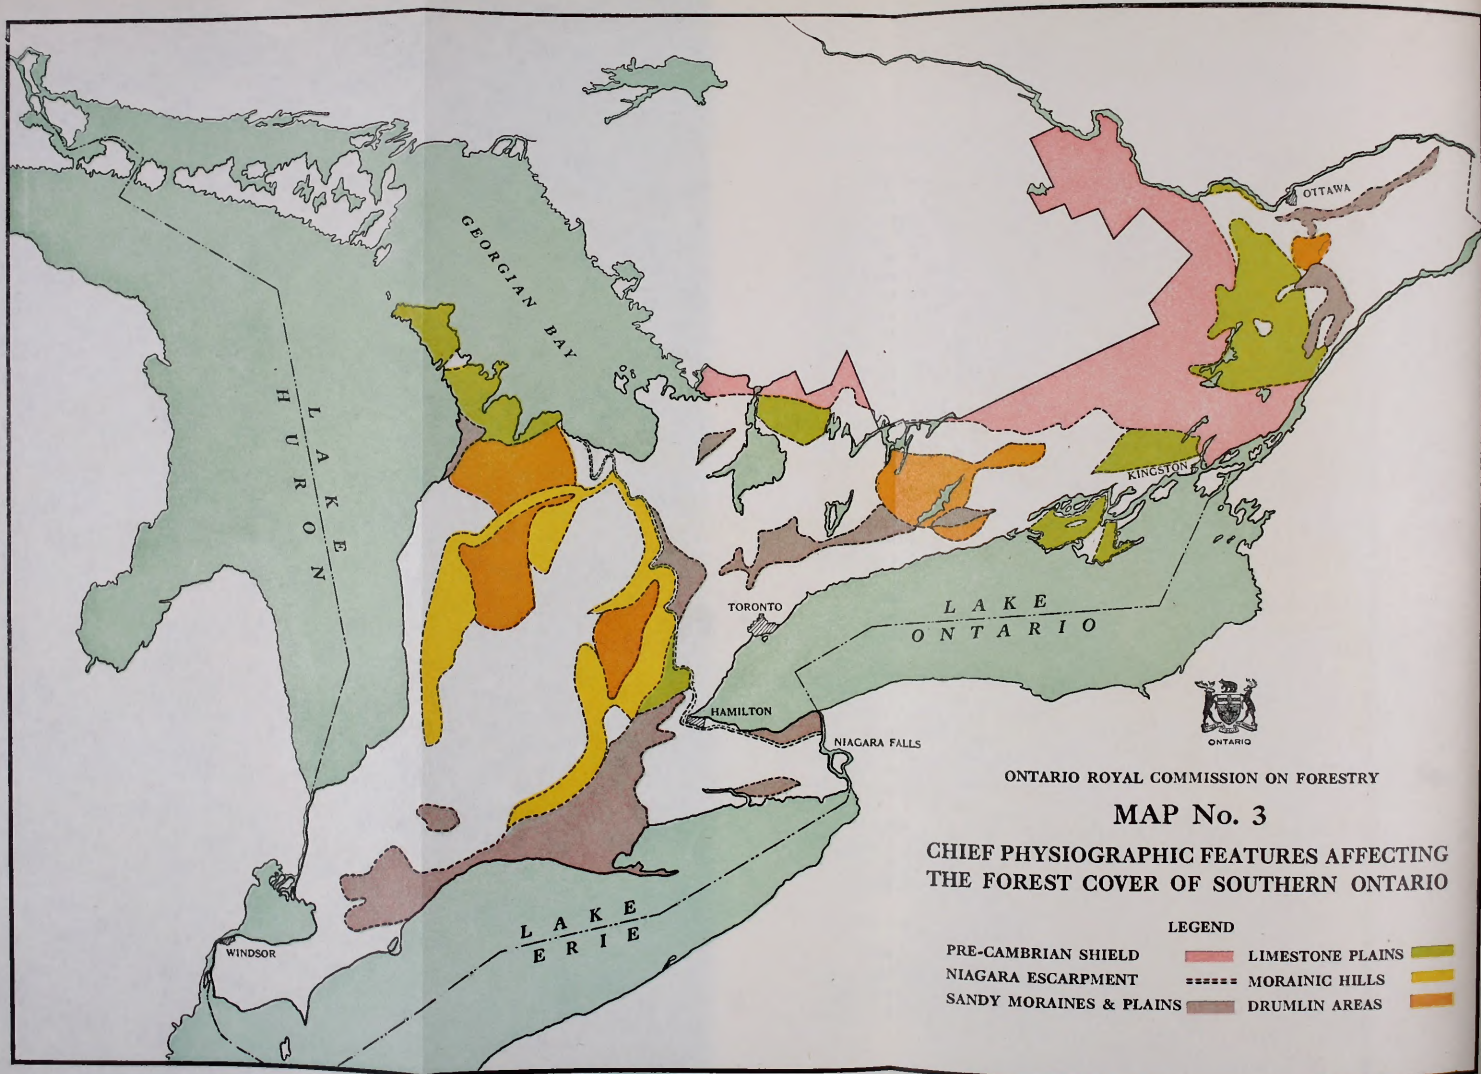 OTTAWA
GEORGIAN BAY
LAKE
HURON
KINGSTON
TORONTO
LAKE
ONTARIO
HAMILTON
NIAGARA FALLS
ONTARIO
ONTARIO ROYAL COMMISSION ON FORESTRY
MAP No. 3
CHIEF PHYSIOGRAPHIC FEATURES AFFECTING
THE FOREST COVER OF SOUTHERN ONTARIO
LAKE
ERIE
WINDSOR
LEGEND
PRE-CAMBRIAN SHIELD LIMESTONE PLAINS
NIAGARA ESCARPMENT MORAINIC HILLS
SANDY MORAINES & PLAINS DRUMLIN AREAS